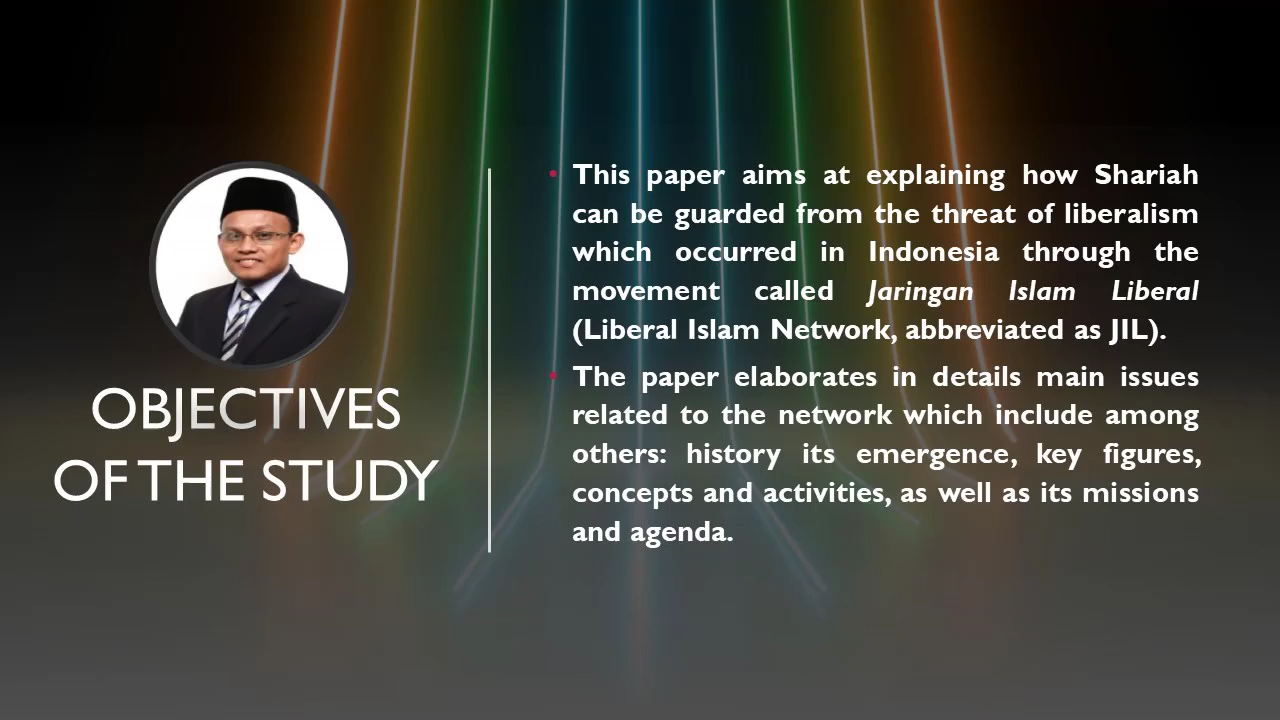 OBJECTIVES
OF THE STUDY
• This paper aims at explaining how Shariah
can be guarded from the threat of liberalism
which occurred in Indonesia through the
movement called Jaringan Islam Liberal
(Liberal Islam Network, abbreviated as JIL).
• The paper elaborates in details main issues
related to the network which include among
others: history its emergence, key figures,
concepts and activities, as well as its missions
and agenda.